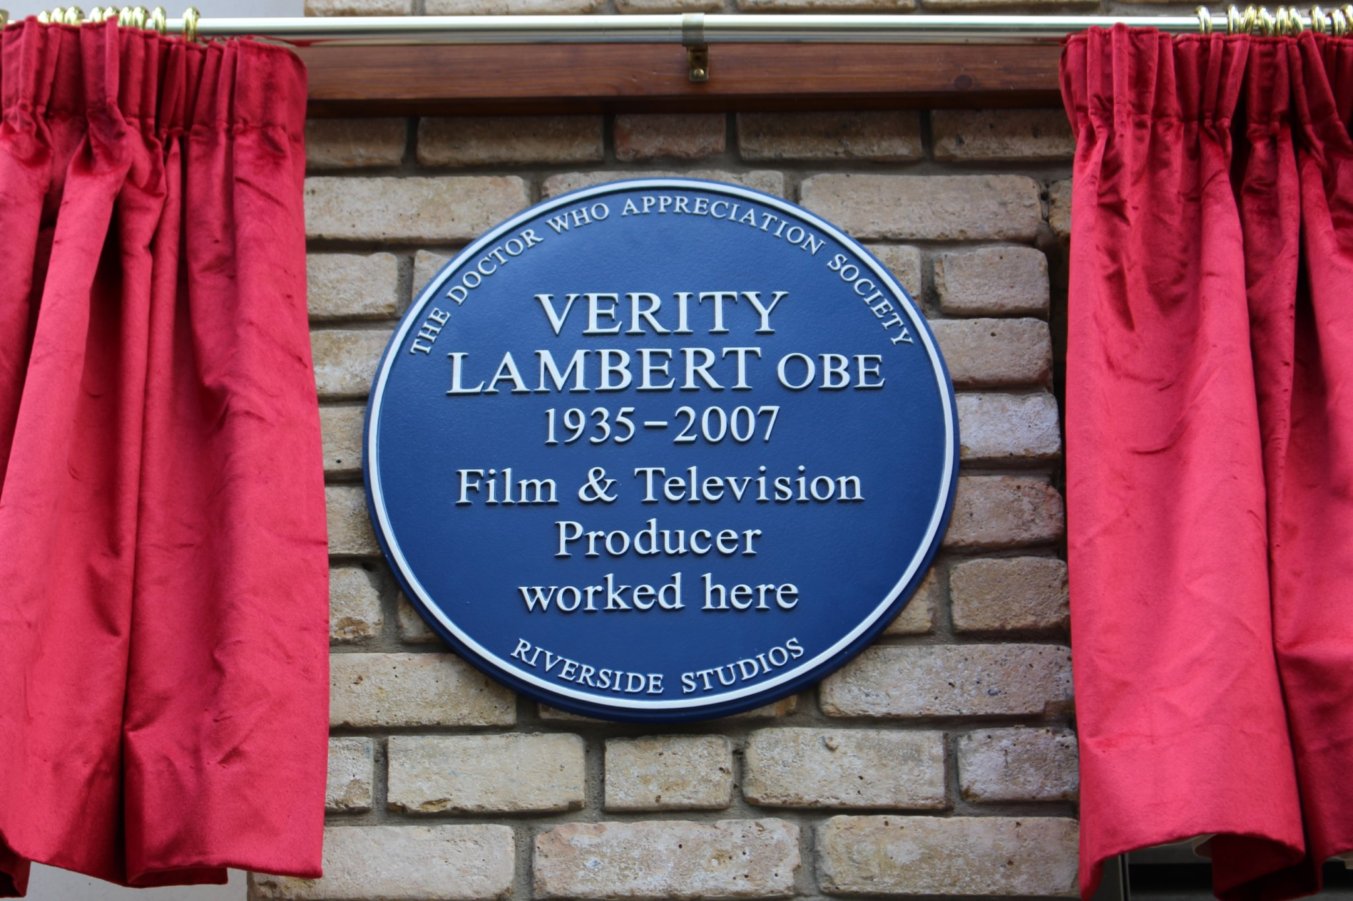 THE DOCTOR WHO APPRECIATION SOCIETY
VERITY
LAMBERT OBE
1935–2007
Film & Television
Producer
worked here
RIVERSIDE STUDIOS